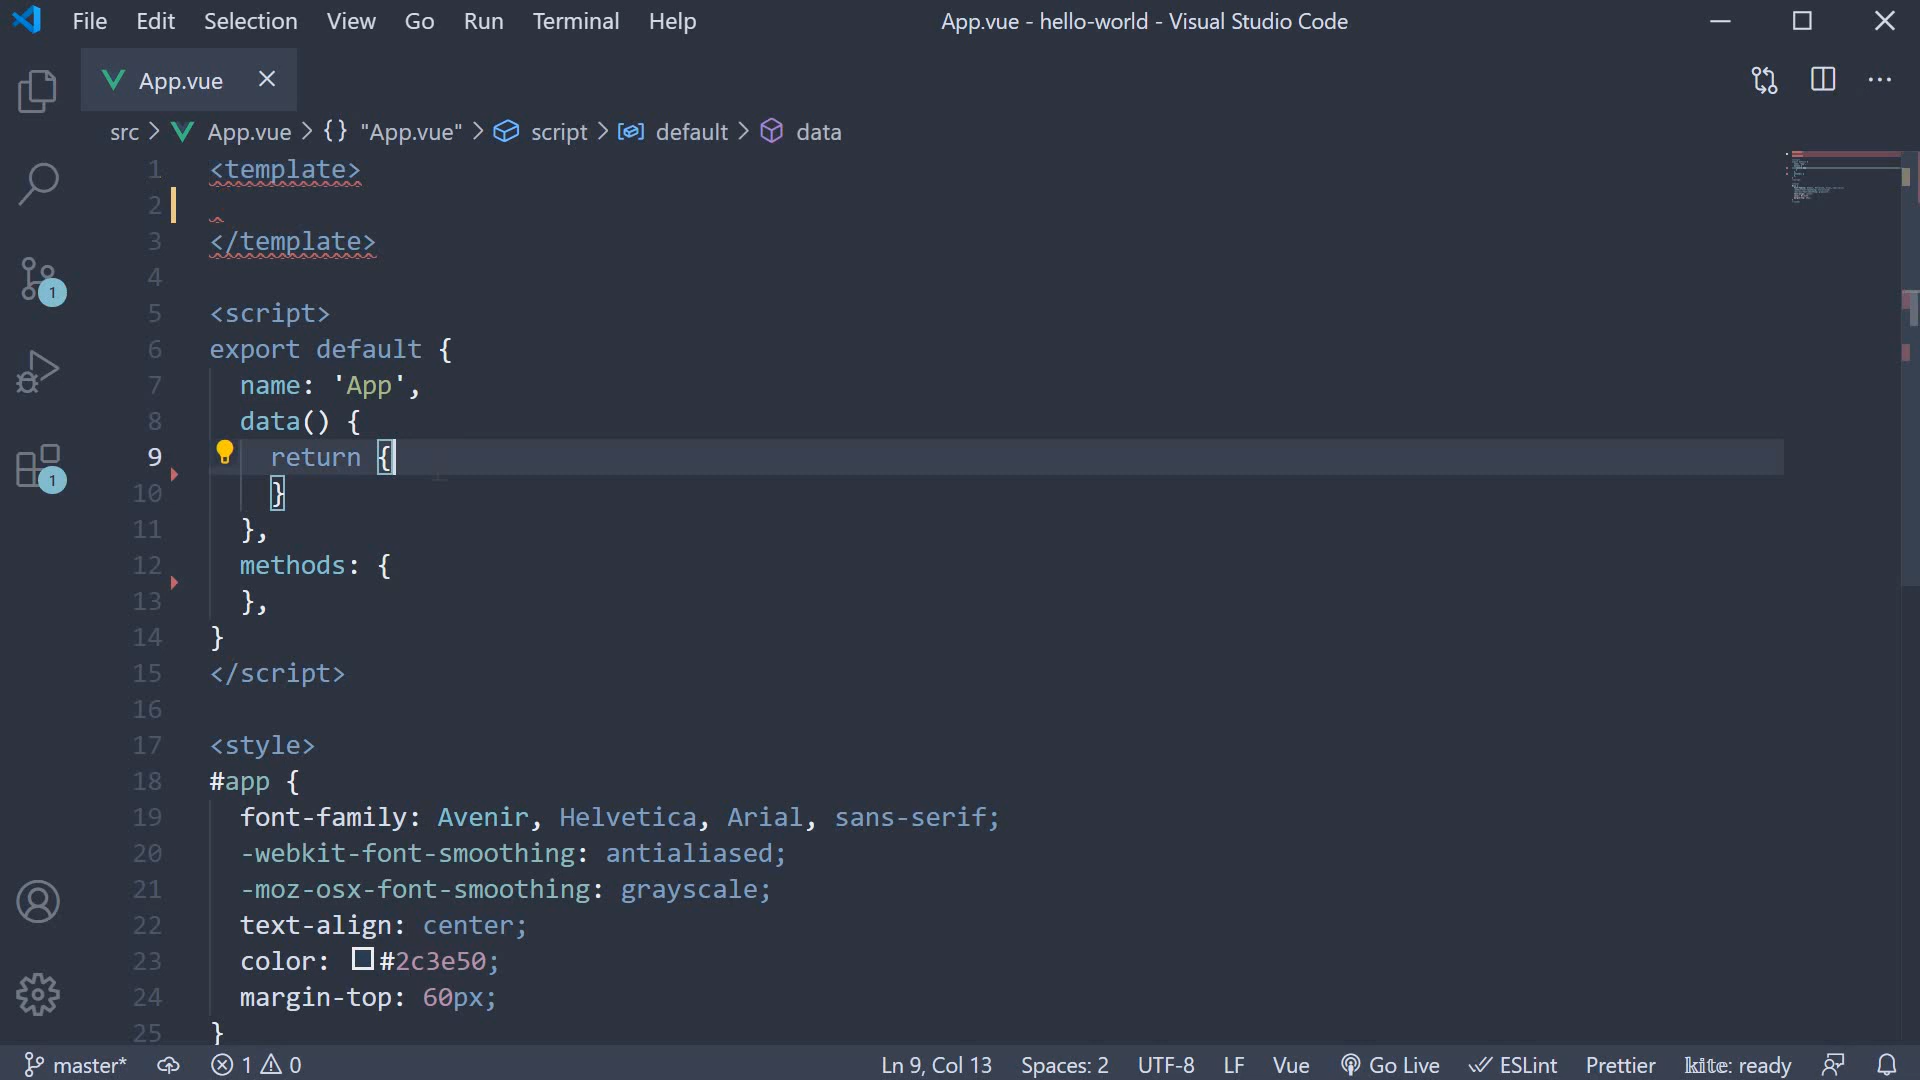 File Edit Selection View Go Run Terminal Help App.vue - hello-world - Visual Studio Code
App.vue
src > App.vue > {} "App.vue" > script > default > data
1 <template>
2
3 </template>
4
5 <script>
6 export default {
7 name: 'App',
8 data() {
9 return {
10 }
11 },
12 methods: {
13 },
14 }
15 </script>
16
17 <style>
18 #app {
19 font-family: Avenir, Helvetica, Arial, sans-serif;
20 -webkit-font-smoothing: antialiased;
21 -moz-osx-font-smoothing: grayscale;
22 text-align: center;
23 color: #2c3e50;
24 margin-top: 60px;
25 }
1
1
master* 1 0 Ln 9, Col 13 Spaces: 2 UTF-8 LF Vue Go Live ESLint Prettier kite: ready